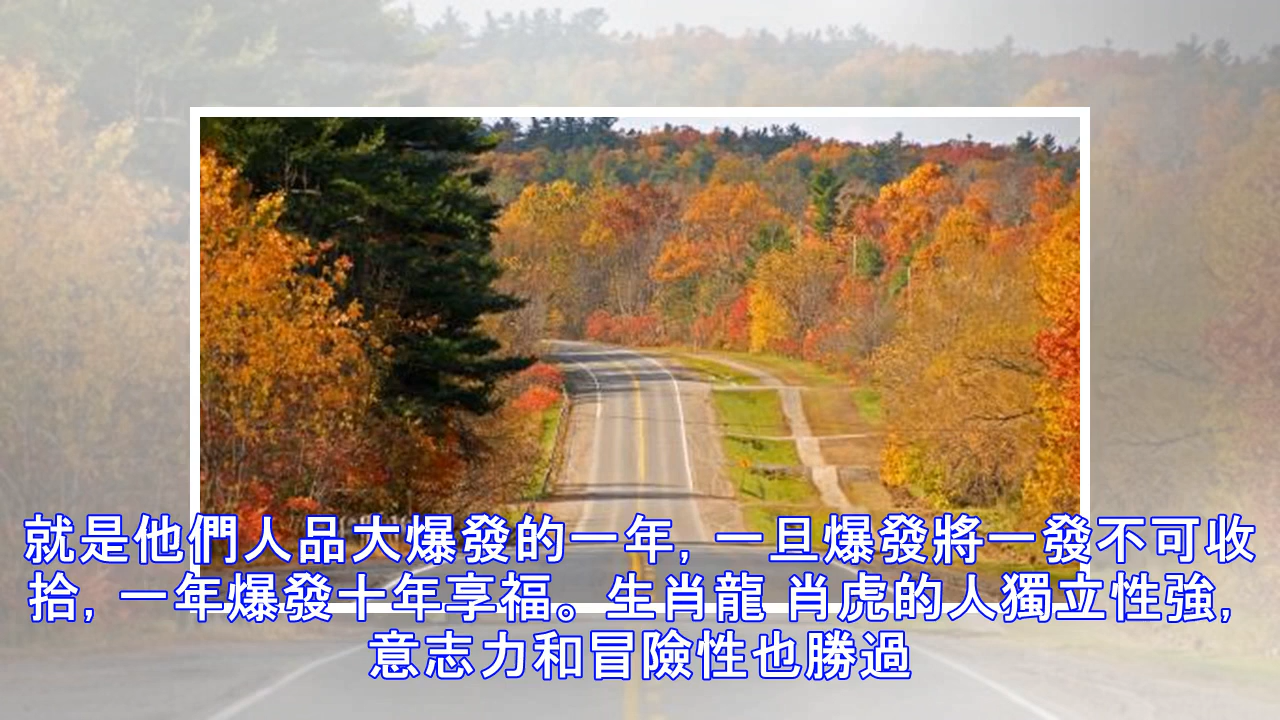 就是他們人品大爆發的一年, 一旦爆發將一發不可收
拾, 一年爆發十年享福。生肖龍 肖虎的人獨立性強,
意志力和冒險性也勝過